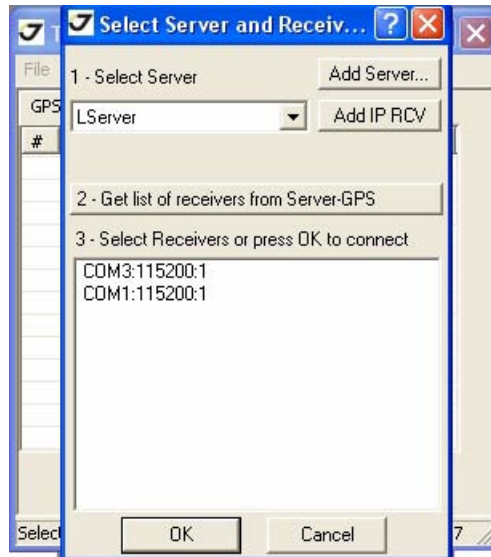 T
Select Server and Receiv...
File
GPS
#
1 - Select Server
Add Server...
LServer
Add IP RCV
2 - Get list of receivers from Server-GPS
3 - Select Receivers or press OK to connect
COM3:115200:1
COM1:115200:1
OK
Cancel
Select
7